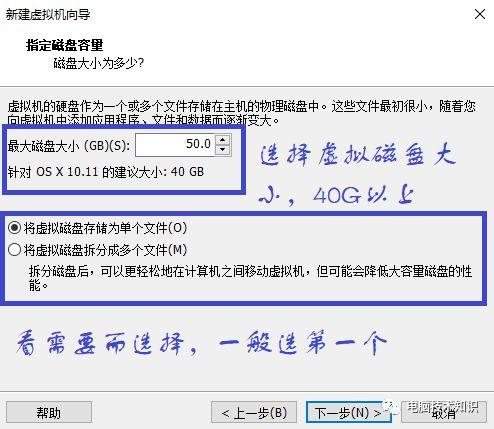 新建虚拟机向导
指定磁盘容量
磁盘大小为多少?
虚拟机的硬盘作为一个或多个文件存储在主机的物理磁盘中。这些文件最初很小，随着您
向虚拟机中添加应用程序、文件和数据而逐渐变大。
最大磁盘大小 (GB)(S): 50.0
针对 OS X 10.11 的建议大小: 40 GB
选择虚拟磁盘大
小，40G以上
将虚拟磁盘存储为单个文件(O)
将虚拟磁盘拆分成多个文件(M)
拆分磁盘后，可以更轻松地在计算机之间移动虚拟机，但可能会降低大容量磁盘的性
能。
看需要而选择，一般选第一个
帮助 < 上一步(B) 下一步(N) > 取消
电脑技术知识